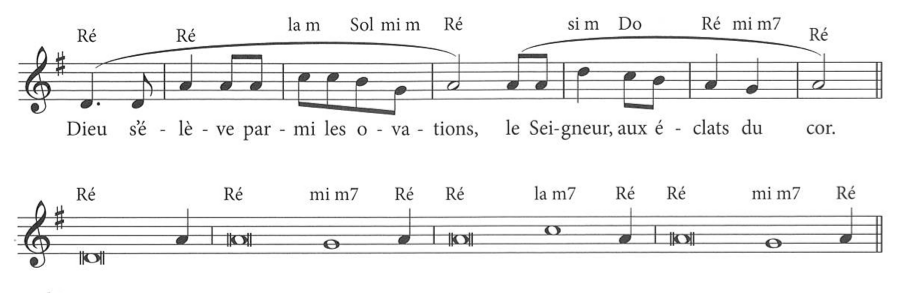 Ré Ré la m Sol mi m Ré si m Do Ré mi m7 Ré
Dieu s'é - lè - ve par - mi les o - va - tions, le Sei-gneur, aux é - clats du cor.
Ré Ré mi m7 Ré Ré la m7 Ré Ré mi m7 Ré